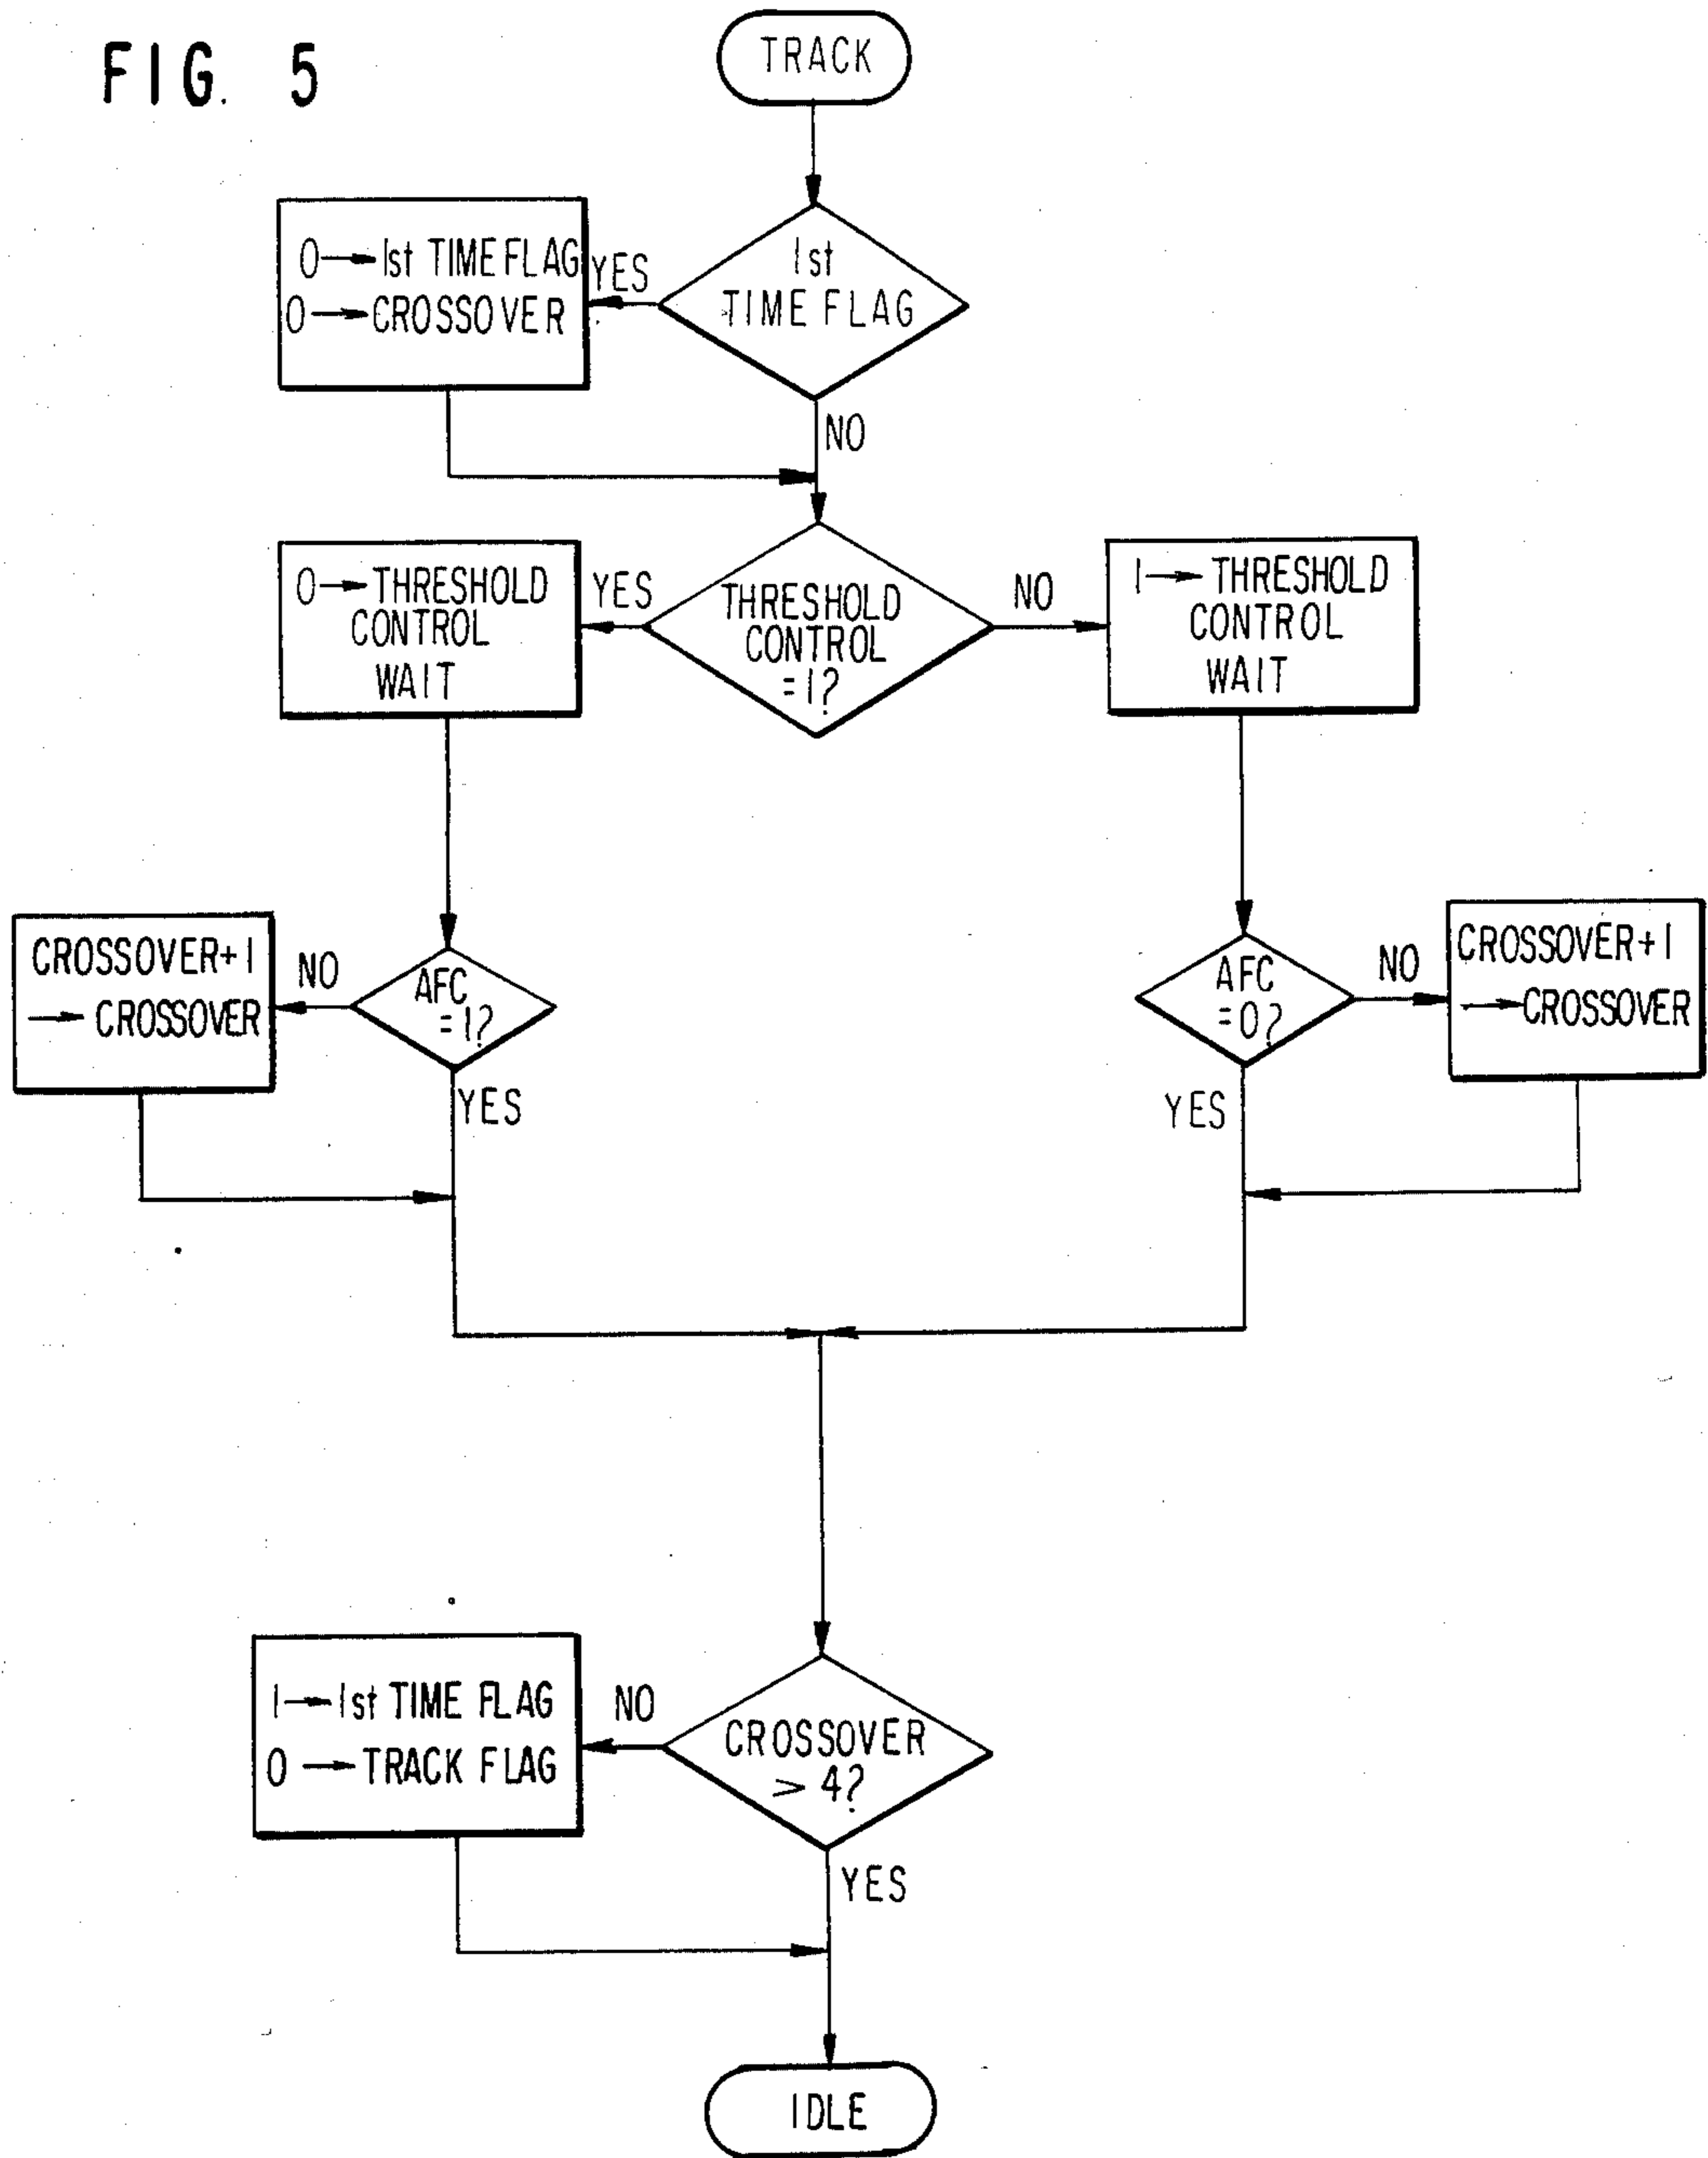 FIG. 5
TRACK
1st
TIME FLAG
YES
0→1st TIME FLAG
0→CROSSOVER
NO
THRESHOLD
CONTROL
=1?
YES
0→THRESHOLD
CONTROL
WAIT
NO
1→THRESHOLD
CONTROL
WAIT
AFC
=1?
NO
CROSSOVER+1
→CROSSOVER
YES
AFC
=0?
NO
CROSSOVER+1
→CROSSOVER
YES
CROSSOVER
> 4?
NO
1→1st TIME FLAG
0→TRACK FLAG
YES
IDLE